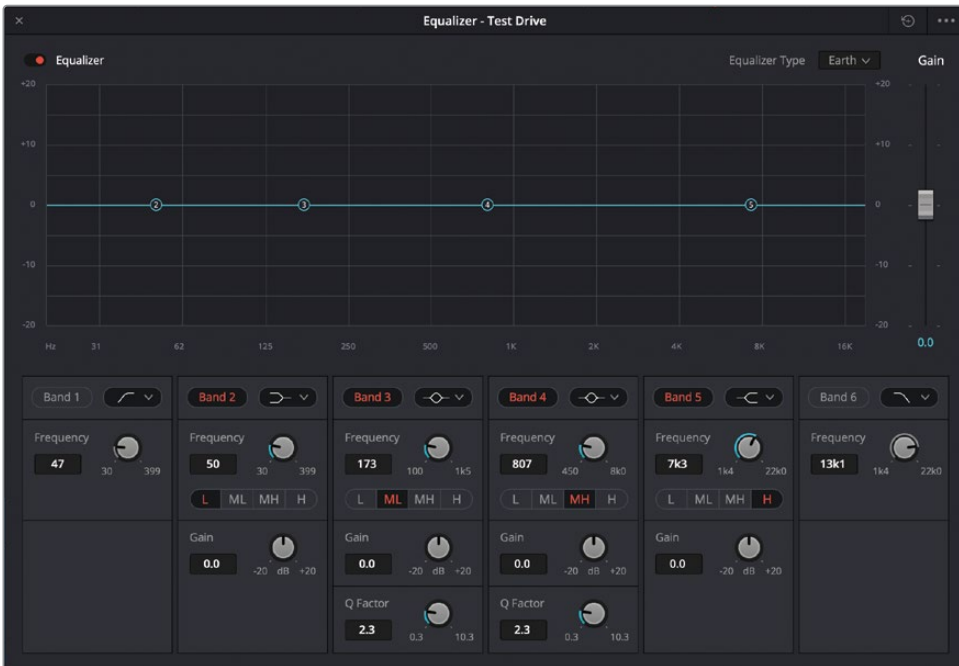 Equalizer - Test Drive
Equalizer
Equalizer Type Earth Gain
+20 +20
+10 +10
0 2 3 4 5 0
-10 -10
-20 -20
Hz 31 62 125 250 500 1K 2K 4K 8K 16K 0.0
Band 1 Band 2 Band 3 Band 4 Band 5 Band 6
Frequency Frequency Frequency Frequency Frequency Frequency
47 30 399 50 30 399 173 100 1k5 807 450 8k0 7k3 1k4 22k0 13k1 1k4 22k0
L ML MH H L ML MH H L ML MH H L ML MH H
Gain Gain Gain Gain
0.0 -20 dB +20 0.0 -20 dB +20 0.0 -20 dB +20 0.0 -20 dB +20
Q Factor Q Factor
2.3 0.3 10.3 2.3 0.3 10.3